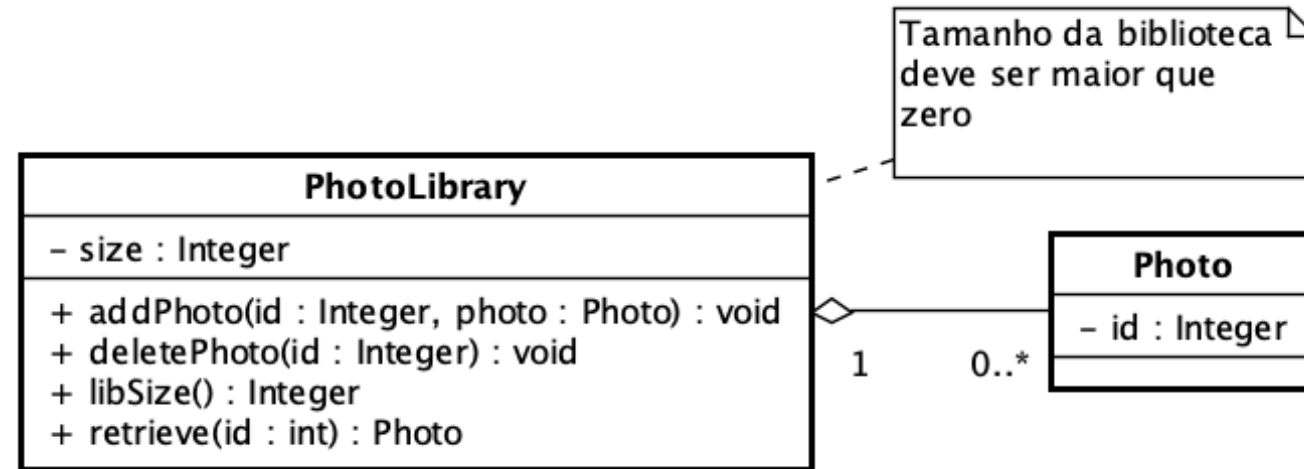 Tamanho da biblioteca
deve ser maior que
zero
PhotoLibrary
– size : Integer
+ addPhoto(id : Integer, photo : Photo) : void
+ deletePhoto(id : Integer) : void
+ libSize() : Integer
+ retrieve(id : int) : Photo
1
0..*
Photo
– id : Integer